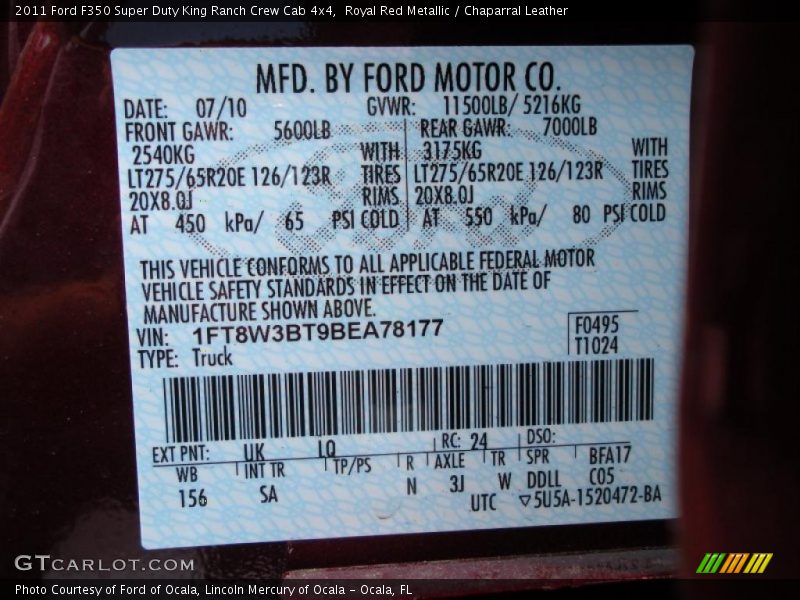 2011 Ford F350 Super Duty King Ranch Crew Cab 4x4,  Royal Red Metallic / Chaparral Leather
MFD. BY FORD MOTOR CO.
DATE: 07/10 GVWR: 11500LB/ 5216KG
FRONT GAWR: 5600LB REAR GAWR: 7000LB
2540KG WITH 3175KG WITH
LT275/65R20E 126/123R TIRES LT275/65R20E 126/123R TIRES
20X8.0J RIMS 20X8.0J RIMS
AT 450 kPa/ 65 PSI COLD AT 550 kPa/ 80 PSI COLD
THIS VEHICLE CONFORMS TO ALL APPLICABLE FEDERAL MOTOR
VEHICLE SAFETY STANDARDS IN EFFECT ON THE DATE OF
MANUFACTURE SHOWN ABOVE.
VIN: 1FT8W3BT9BEA78177 F0495
TYPE: Truck T1024
EXT PNT: UK LQ RC: 24 DSO:
WB INT TR TP/PS R AXLE TR SPR BFA17
156 SA N 3J W DDLL C05
UTC ▽5U5A-1520472-BA
GTCARLOT.COM
Photo Courtesy of Ford of Ocala, Lincoln Mercury of Ocala - Ocala, FL